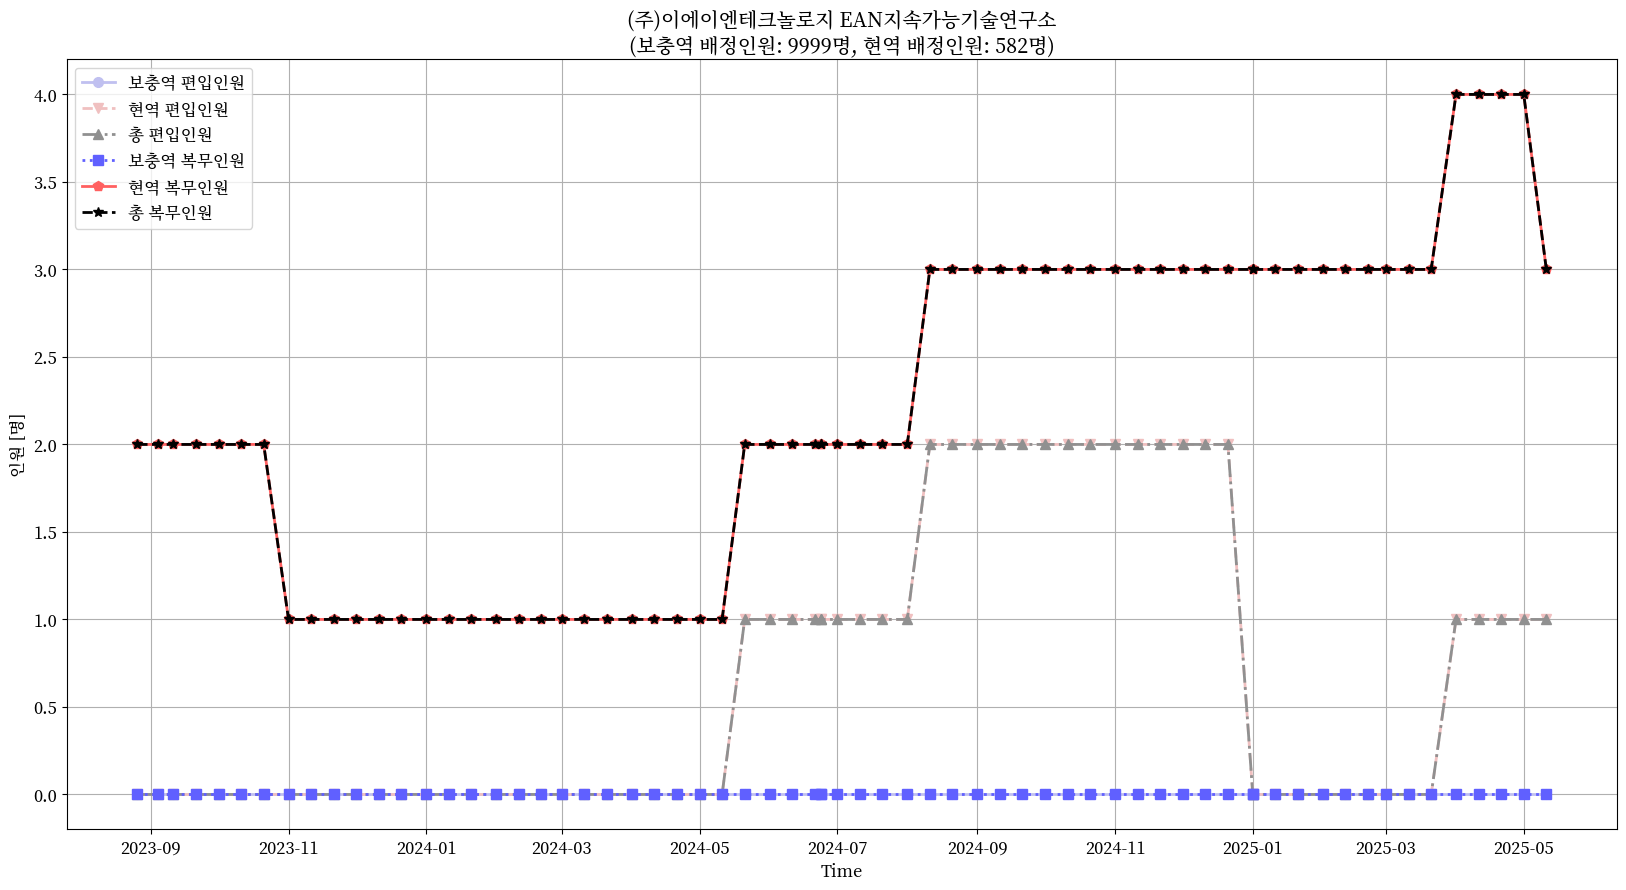 (주)이에이엔테크놀로지 EAN지속가능기술연구소
(보충역 배정인원: 9999명, 현역 배정인원: 582명)
보충역 편입인원
현역 편입인원
총 편입인원
보충역 복무인원
현역 복무인원
총 복무인원
4.0
3.5
3.0
2.5
2.0
1.5
1.0
0.5
0.0
인원 [명]
2023-09
2023-11
2024-01
2024-03
2024-05
2024-07
2024-09
2024-11
2025-01
2025-03
2025-05
Time